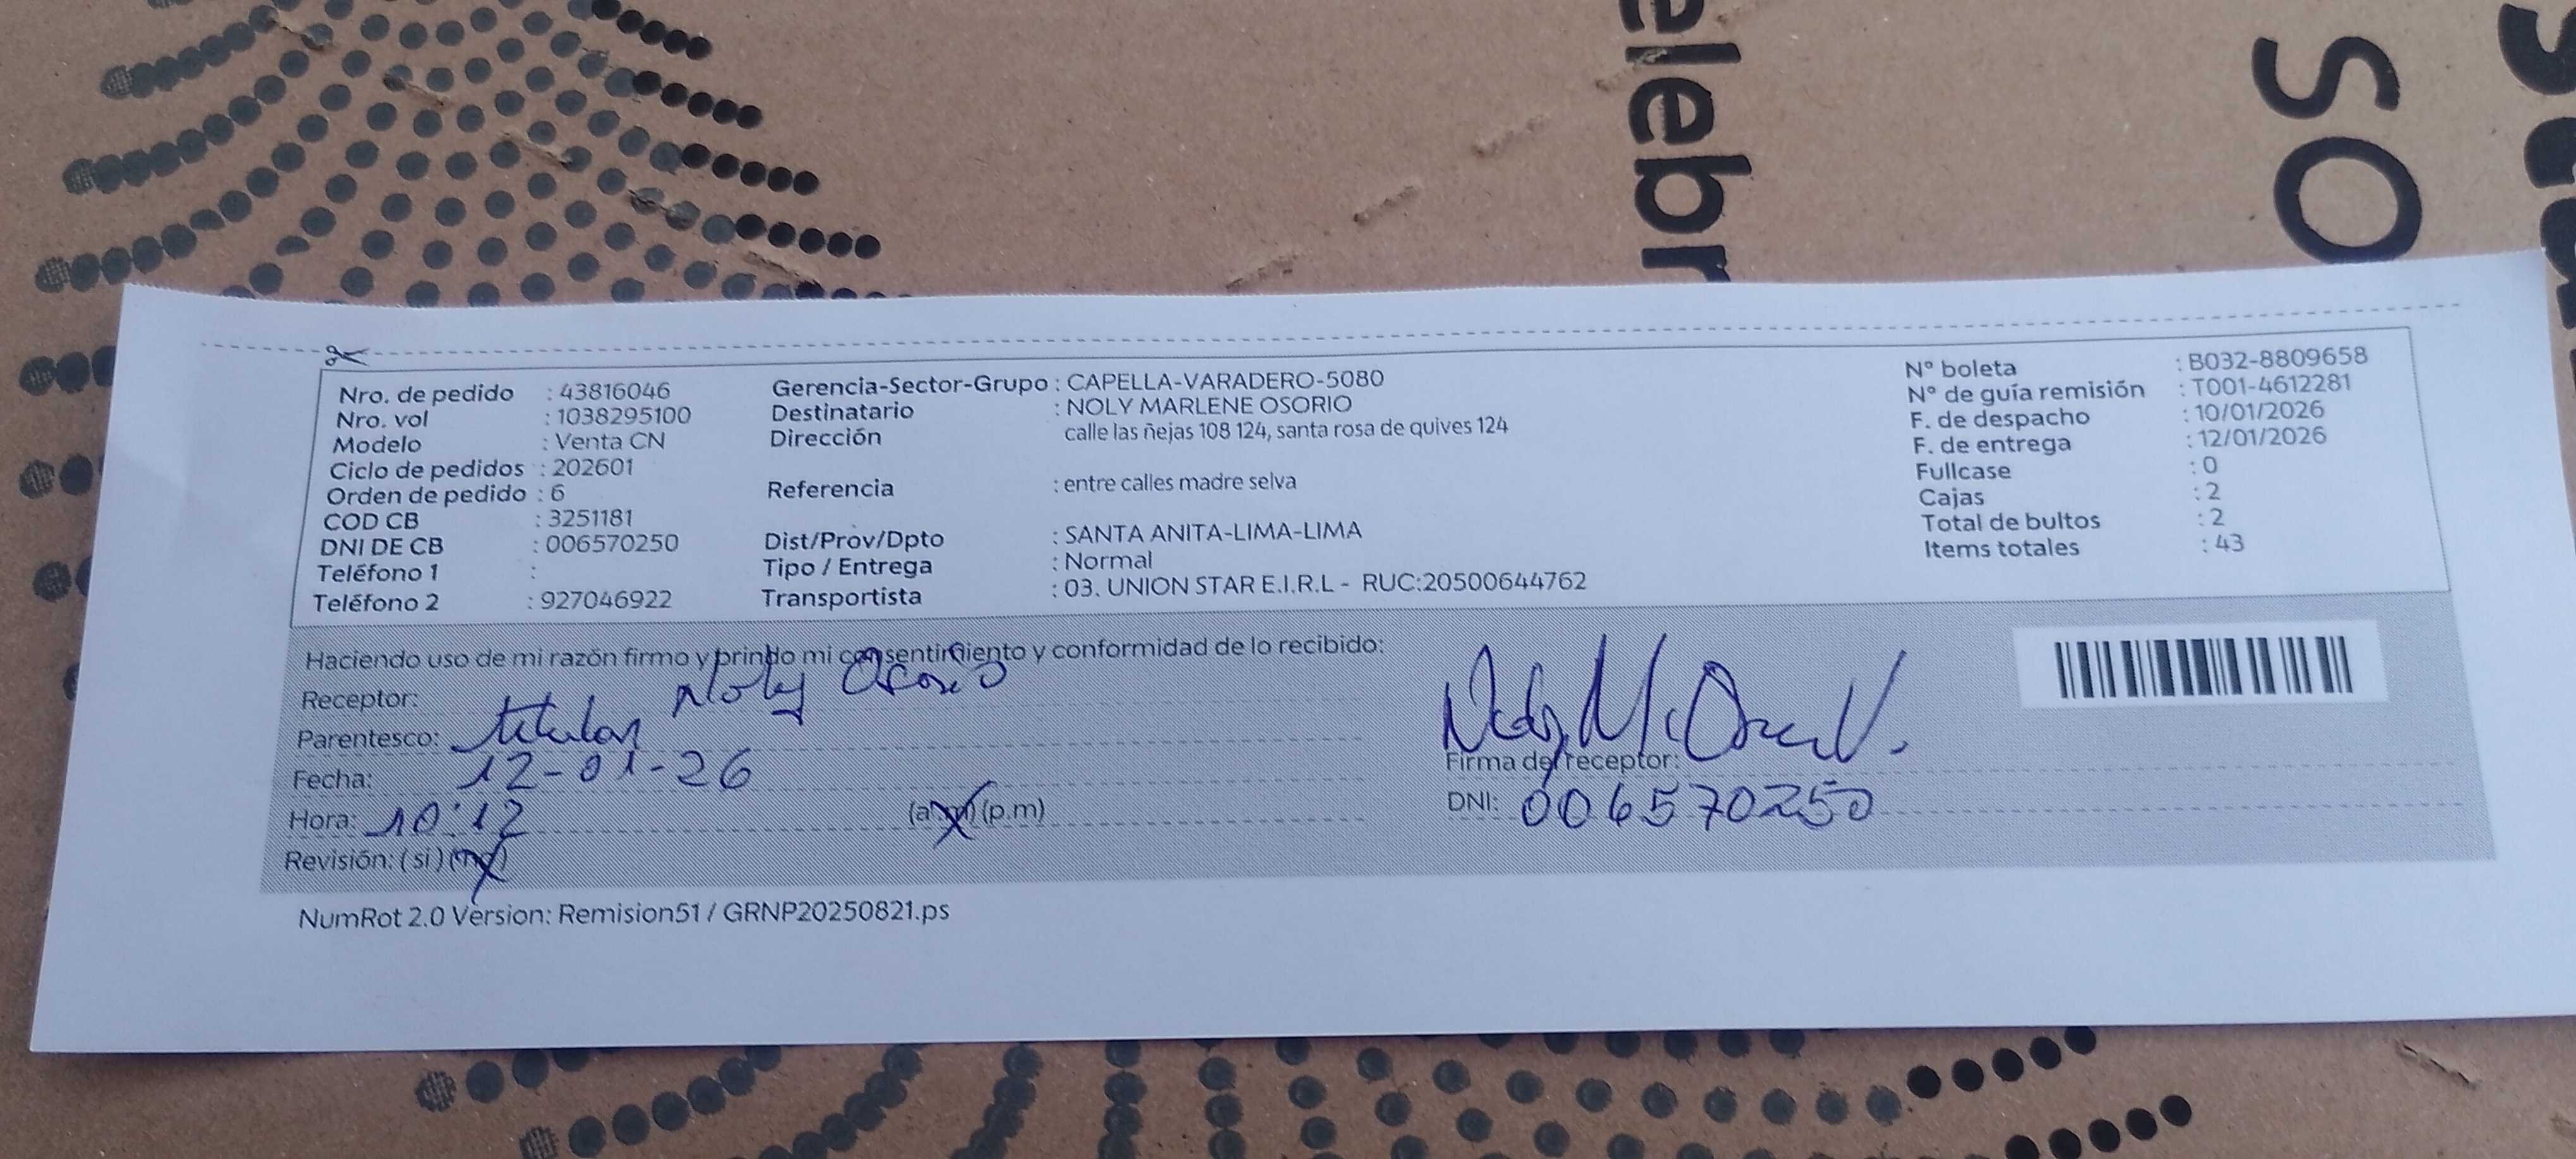 elebr
so
Nro. de pedido : 43816046
Nro. vol : 1038295100
Modelo : Venta CN
Ciclo de pedidos : 202601
Orden de pedido : 6
COD CB : 3251181
DNI DE CB : 006570250
Teléfono 1 :
Teléfono 2 : 927046922
Gerencia-Sector-Grupo : CAPELLA-VARADERO-5080
Destinatario : NOLY MARLENE OSORIO
Dirección calle las ñejas 108 124, santa rosa de quives 124
Referencia : entre calles madre selva
Dist/Prov/Dpto : SANTA ANITA-LIMA-LIMA
Tipo / Entrega : Normal
Transportista : 03. UNION STAR E.I.R.L - RUC:20500644762
N° boleta : B032-8809658
N° de guía remisión : T001-4612281
F. de despacho : 10/01/2026
F. de entrega : 12/01/2026
Fullcase : 0
Cajas : 2
Total de bultos : 2
Items totales : 43
Haciendo uso de mi razón firmo y brindo mi consentimiento y conformidad de lo recibido:
Receptor: Noly Osorio
Parentesco: titular
Fecha: 12-01-26
Hora: 10:12 (a.m) (p.m)
Revisión: (si) (no)
Firma del receptor:
DNI: 006570250
NumRot 2.0 Version: Remision51 / GRNP20250821.ps